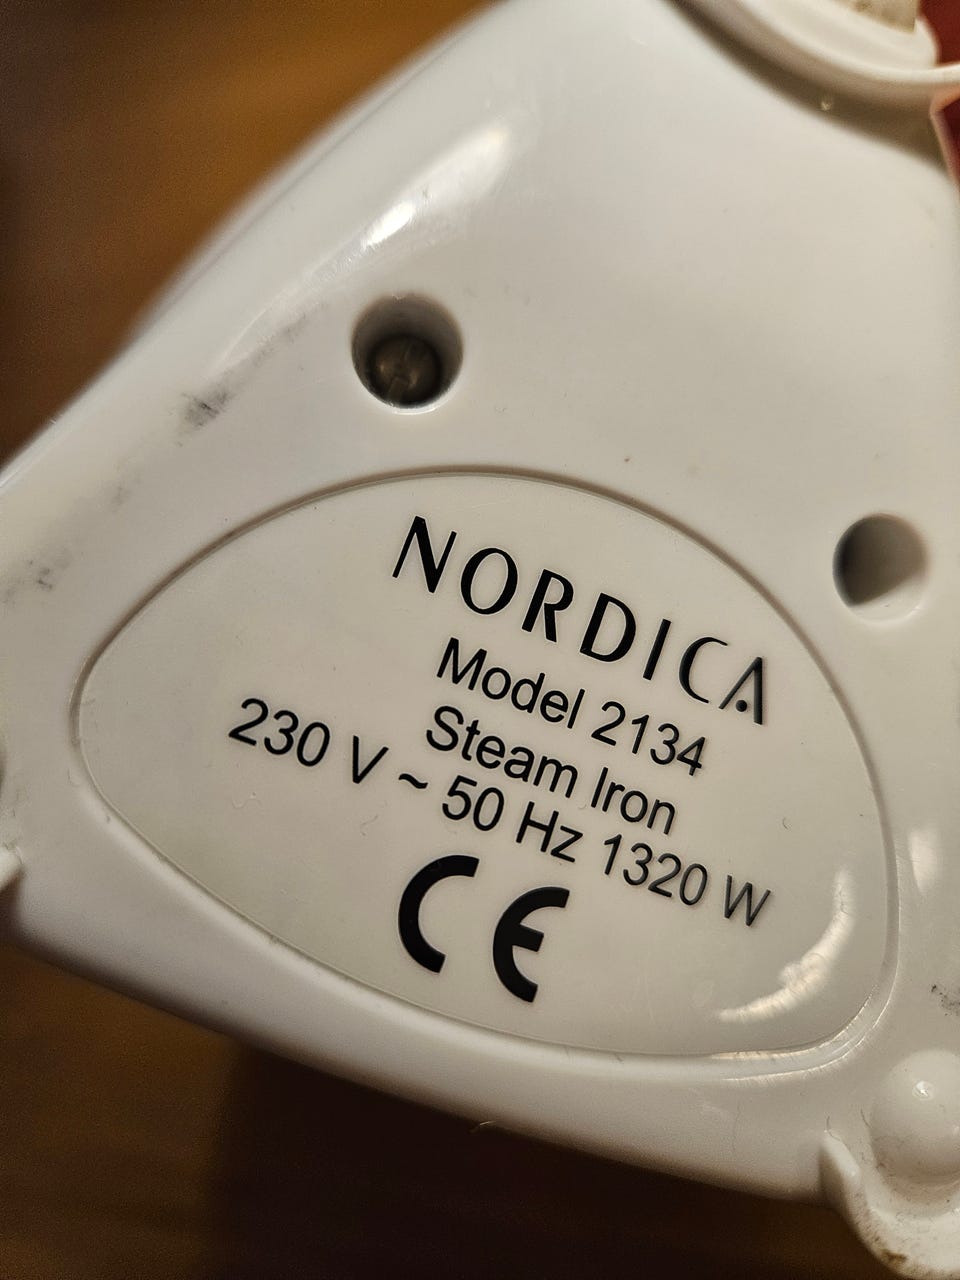 NORDICA
Model 2134
Steam Iron
230 V ~ 50 Hz 1320 W
CE